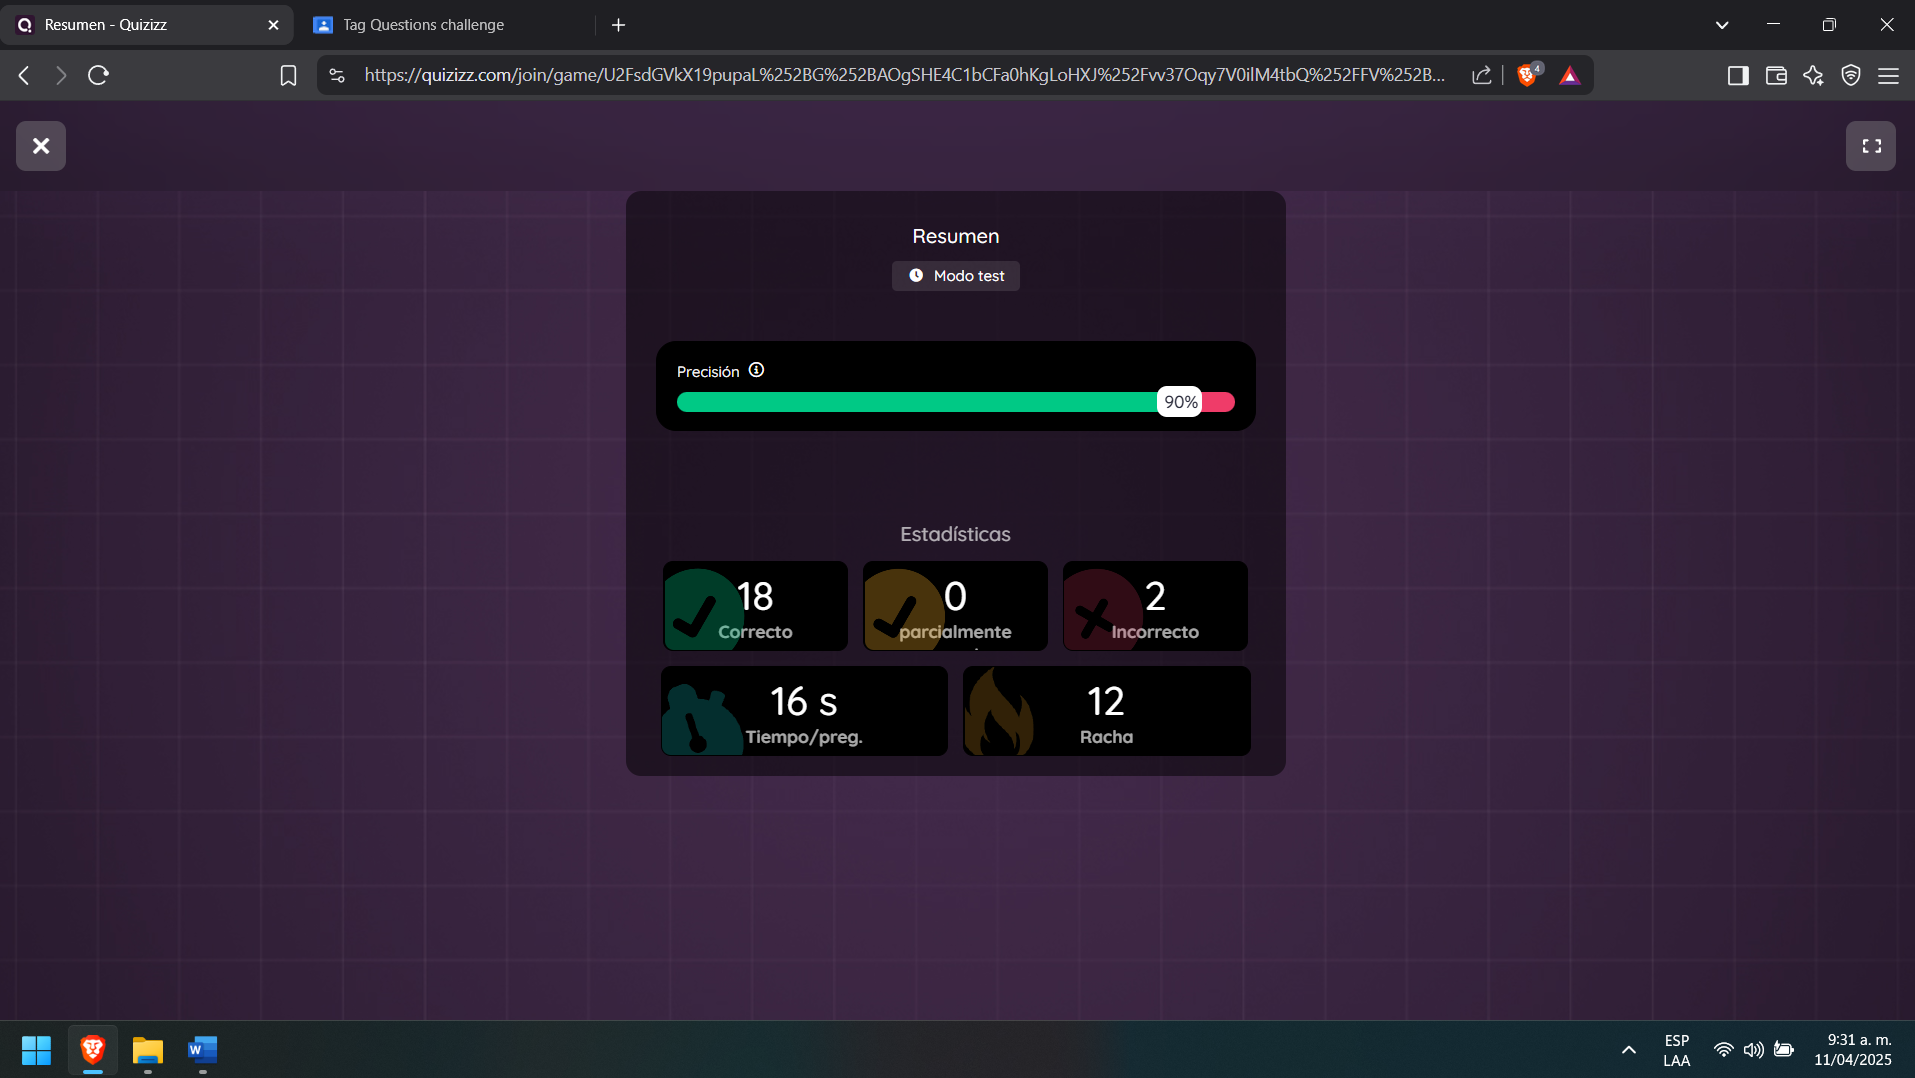 Resumen - Quizizz
Tag Questions challenge
https://quizizz.com/join/game/U2FsdGVkX19pupaL%252BG%252BAOgSHE4C1bCFa0hKgLoHXJ%252Fvv37Oqy7V0ilM4tbQ%252FFV%252B...
4
Resumen
Modo test
Precisión
90%
Estadísticas
18
Correcto
0
parcialmente
2
Incorrecto
16 s
Tiempo/preg.
12
Racha
W
ESP
LAA
9:31 a. m.
11/04/2025